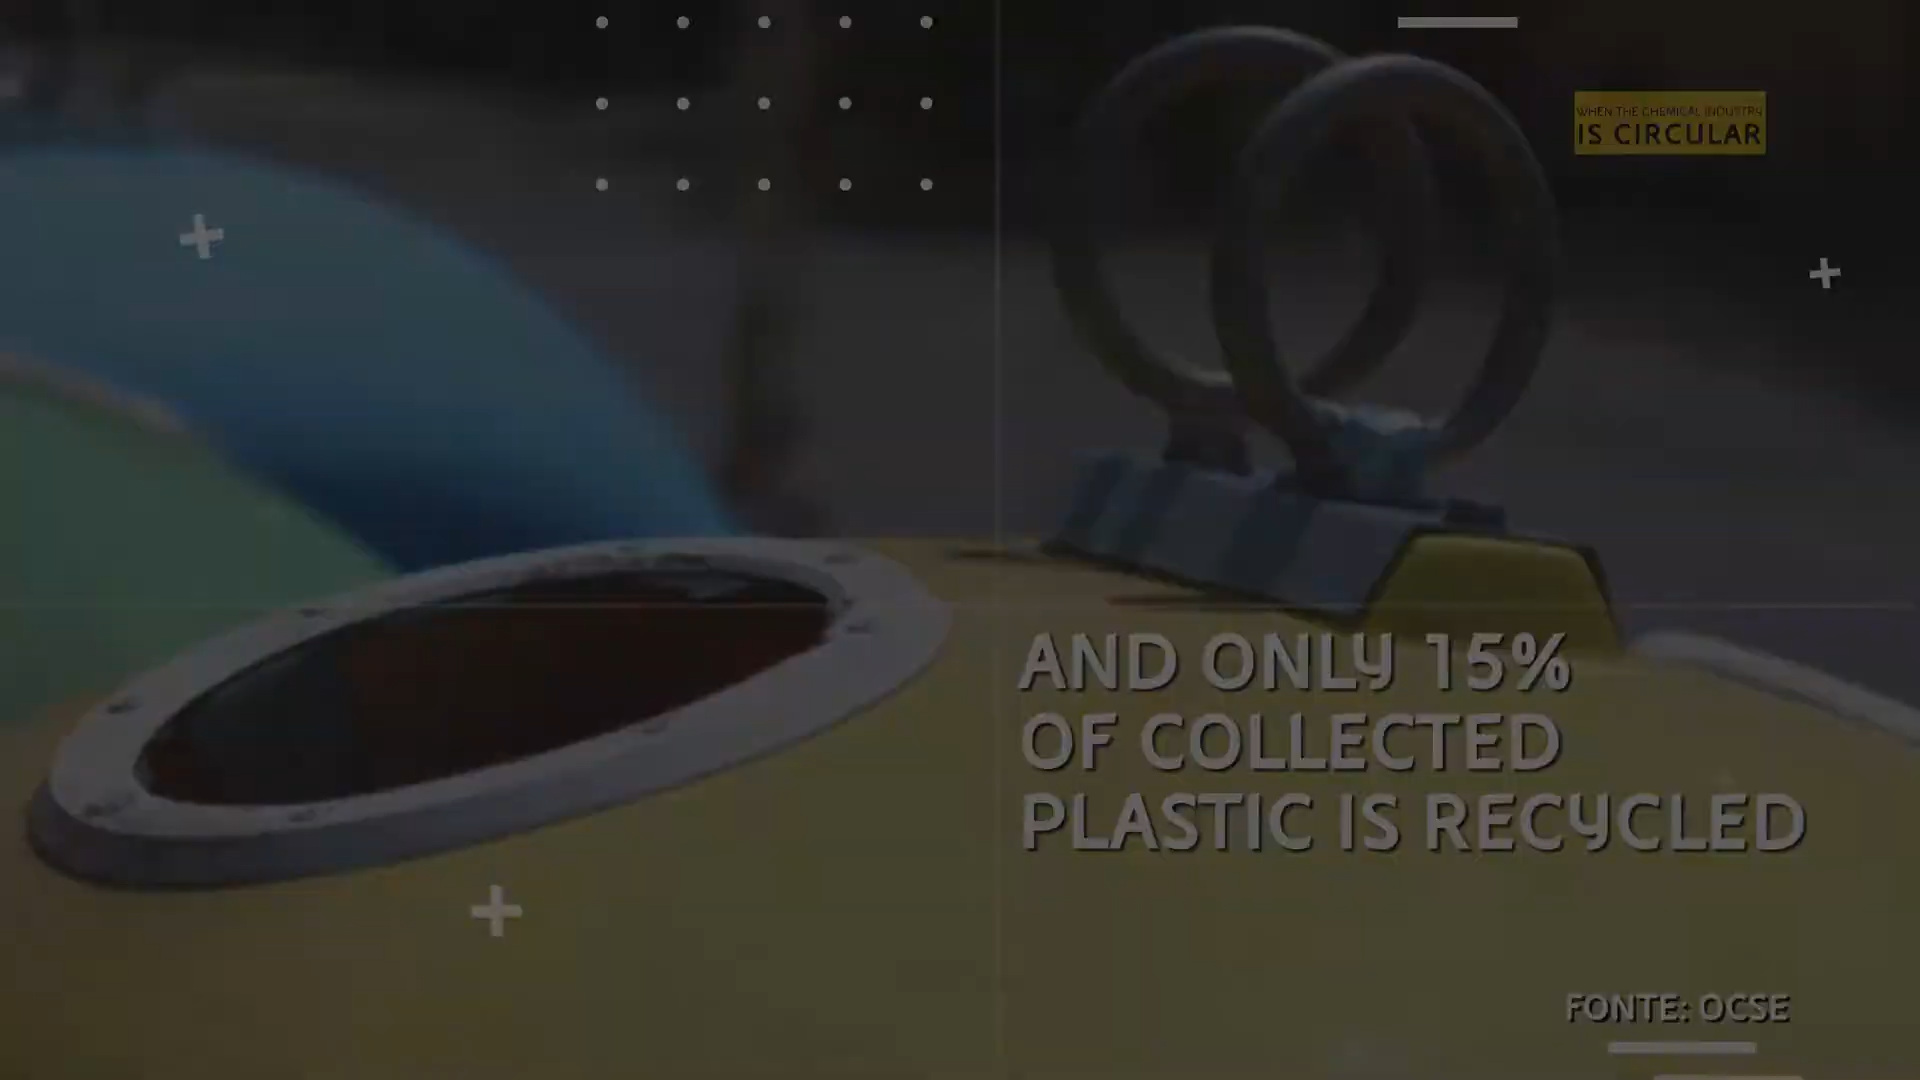 WHEN THE CHEMICAL INDUSTRY
IS CIRCULAR
AND ONLY 15%
OF COLLECTED
PLASTIC IS RECYCLED
FONTE: OCSE